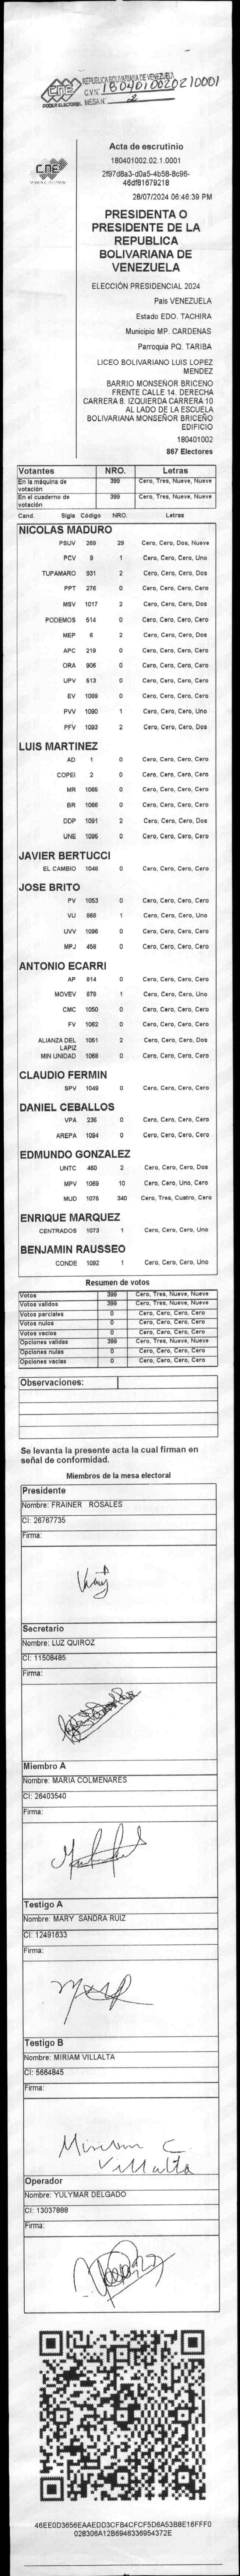 CNE
PODER ELECTORAL
REPUBLICA BOLIVARIANA DE VENEZUELA
C.V.N°: 180401002021 0001
MESA N°: 2
CNE
Acta de escrutinio
180401002.02.1.0001
2f97d8a3-d0a5-4b58-8c96-
46df81679218
28/07/2024 06:46:39 PM
PRESIDENTA O
PRESIDENTE DE LA
REPUBLICA
BOLIVARIANA DE
VENEZUELA
ELECCIÓN PRESIDENCIAL 2024
Pais VENEZUELA
Estado EDO. TACHIRA
Municipio MP. CARDENAS
Parroquia PQ. TARIBA
LICEO BOLIVARIANO LUIS LOPEZ
MENDEZ
BARRIO MONSEÑOR BRICENO
FRENTE CALLE 14. DERECHA
CARRERA 8. IZQUIERDA CARRERA 10
AL LADO DE LA ESCUELA
BOLIVARIANA MONSEÑOR BRICEÑO
EDIFICIO
180401002
867 Electores
Votantes NRO. Letras
En la máquina de votación 399 Cero, Tres, Nueve, Nueve
En el cuaderno de votación 399 Cero, Tres, Nueve, Nueve
Cand. Sigla Código NRO. Letras
NICOLAS MADURO
PSUV 269 29 Cero, Cero, Dos, Nueve
PCV 9 1 Cero, Cero, Cero, Uno
TUPAMARO 931 2 Cero, Cero, Cero, Dos
PPT 276 0 Cero, Cero, Cero, Cero
MSV 1017 2 Cero, Cero, Cero, Dos
PODEMOS 514 0 Cero, Cero, Cero, Cero
MEP 6 2 Cero, Cero, Cero, Dos
APC 219 0 Cero, Cero, Cero, Cero
ORA 906 0 Cero, Cero, Cero, Cero
UPV 513 0 Cero, Cero, Cero, Cero
EV 1089 0 Cero, Cero, Cero, Cero
PVV 1090 1 Cero, Cero, Cero, Uno
PFV 1093 2 Cero, Cero, Cero, Dos
LUIS MARTINEZ
AD 1 0 Cero, Cero, Cero, Cero
COPEI 2 0 Cero, Cero, Cero, Cero
MR 1065 0 Cero, Cero, Cero, Cero
BR 1066 0 Cero, Cero, Cero, Cero
DDP 1091 2 Cero, Cero, Cero, Dos
UNE 1095 0 Cero, Cero, Cero, Cero
JAVIER BERTUCCI
EL CAMBIO 1048 0 Cero, Cero, Cero, Cero
JOSE BRITO
PV 1053 0 Cero, Cero, Cero, Cero
VU 968 1 Cero, Cero, Cero, Uno
UVV 1096 0 Cero, Cero, Cero, Cero
MPJ 458 0 Cero, Cero, Cero, Cero
ANTONIO ECARRI
AP 814 0 Cero, Cero, Cero, Cero
MOVEV 879 1 Cero, Cero, Cero, Uno
CMC 1050 0 Cero, Cero, Cero, Cero
FV 1062 0 Cero, Cero, Cero, Cero
ALIANZA DEL LAPIZ 1051 2 Cero, Cero, Cero, Dos
MIN UNIDAD 1068 0 Cero, Cero, Cero, Cero
CLAUDIO FERMIN
SPV 1049 0 Cero, Cero, Cero, Cero
DANIEL CEBALLOS
VPA 236 0 Cero, Cero, Cero, Cero
AREPA 1094 0 Cero, Cero, Cero, Cero
EDMUNDO GONZALEZ
UNTC 460 2 Cero, Cero, Cero, Dos
MPV 1069 10 Cero, Cero, Uno, Cero
MUD 1078 340 Cero, Tres, Cuatro, Cero
ENRIQUE MARQUEZ
CENTRADOS 1073 1 Cero, Cero, Cero, Uno
BENJAMIN RAUSSEO
CONDE 1092 1 Cero, Cero, Cero, Uno
Resumen de votos
Votos 399 Cero, Tres, Nueve, Nueve
Votos validos 399 Cero, Tres, Nueve, Nueve
Votos parciales 0 Cero, Cero, Cero, Cero
Votos nulos 0 Cero, Cero, Cero, Cero
Votos vacios 0 Cero, Cero, Cero, Cero
Opciones validas 399 Cero, Tres, Nueve, Nueve
Opciones nulas 0 Cero, Cero, Cero, Cero
Opciones vacias 0 Cero, Cero, Cero, Cero
Observaciones:
Se levanta la presente acta la cual firman en
señal de conformidad.
Miembros de la mesa electoral
Presidente
Nombre: FRAINER ROSALES
CI: 26767735
Firma:
Secretario
Nombre: LUZ QUIROZ
CI: 11508485
Firma:
Miembro A
Nombre: MARIA COLMENARES
CI: 26403540
Firma:
Testigo A
Nombre: MARY SANDRA RUIZ
CI: 12491633
Firma:
Testigo B
Nombre: MIRIAM VILLALTA
CI: 5664845
Firma:
Miriam C.
Villalta
Operador
Nombre: YULYMAR DELGADO
CI: 13037888
Firma:
46EE0D3656EAAEDD3CFB4CFCF5D6A53B8E16FFF0
028306A12B6946336954372E